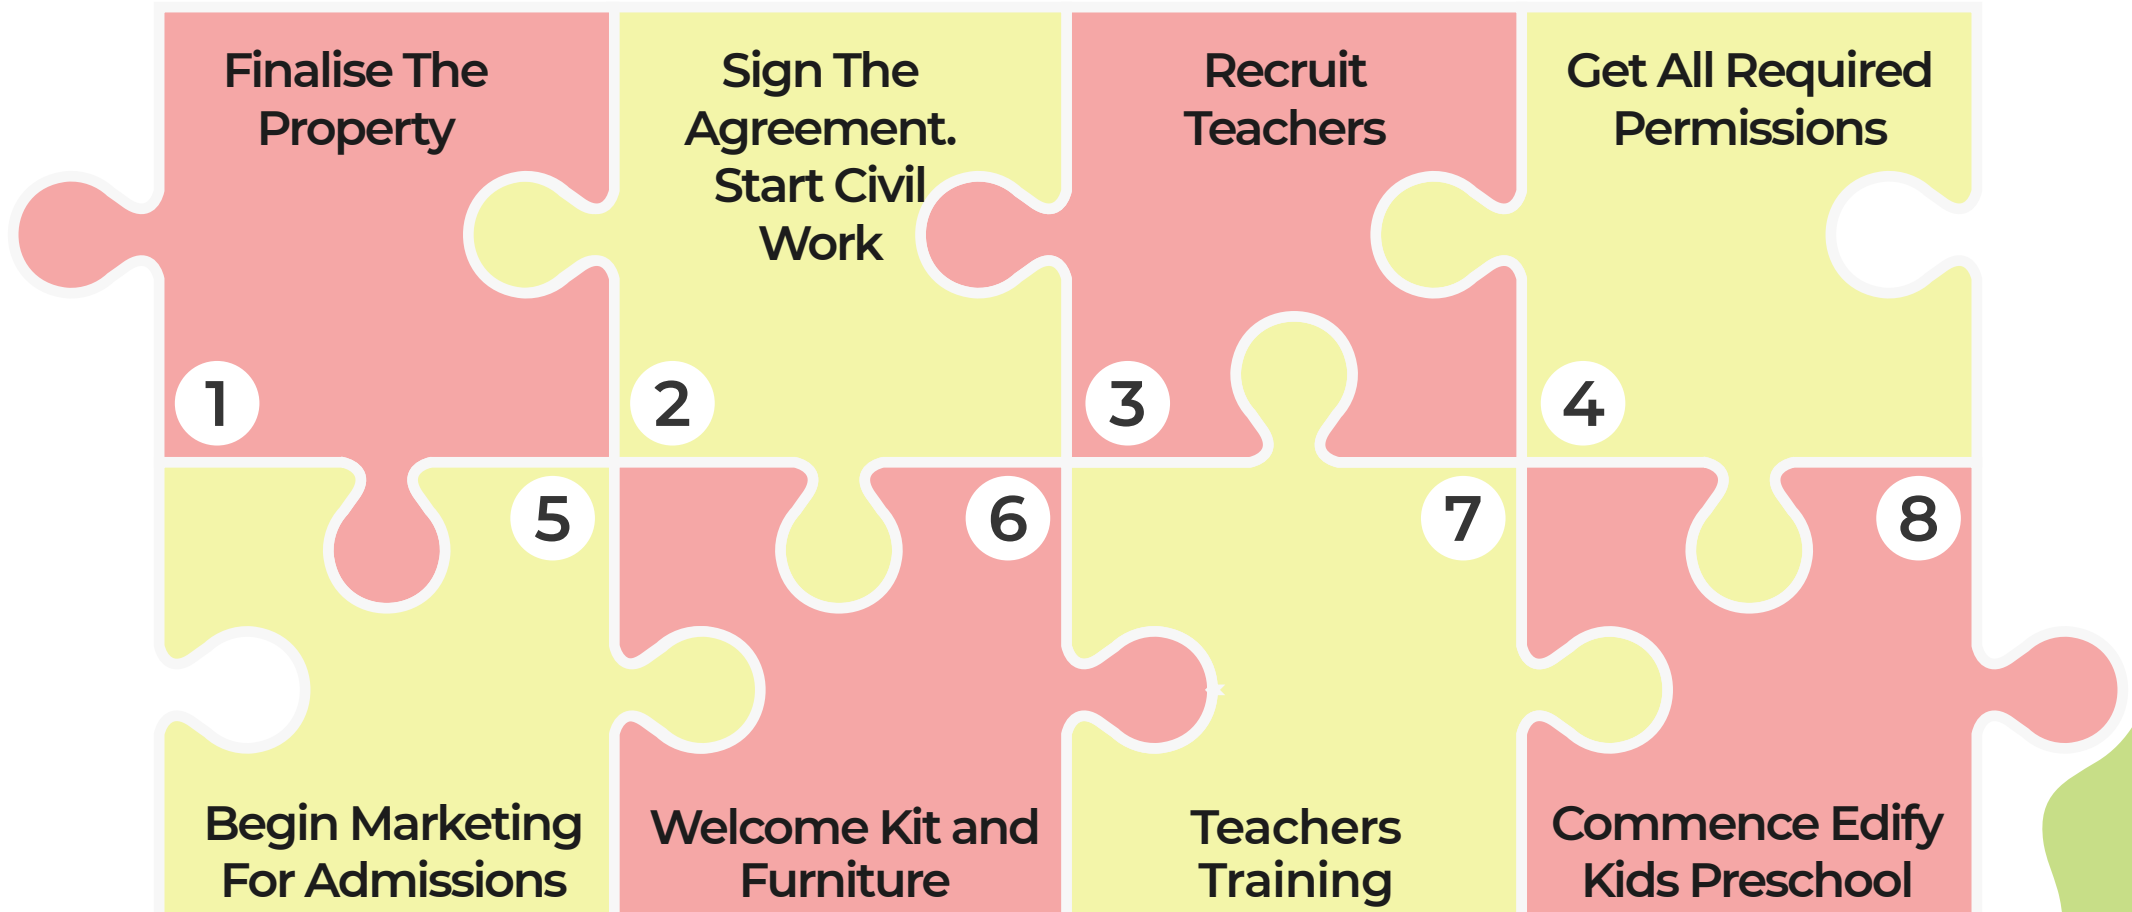 Finalise The
Property
1
Sign The
Agreement.
Start Civil
Work
2
Recruit
Teachers
3
Get All Required
Permissions
4
5
Begin Marketing
For Admissions
6
Welcome Kit and
Furniture
7
Teachers
Training
8
Commence Edify
Kids Preschool